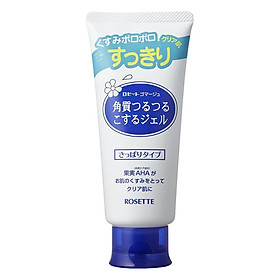 くすみポロポロ
クリア肌
すっきり
ロゼットゴマージュ
角質つるつる
こするジェル
さっぱりタイプ
果実AHAが
お肌のくすみをとって
クリア肌に
ROSETTE